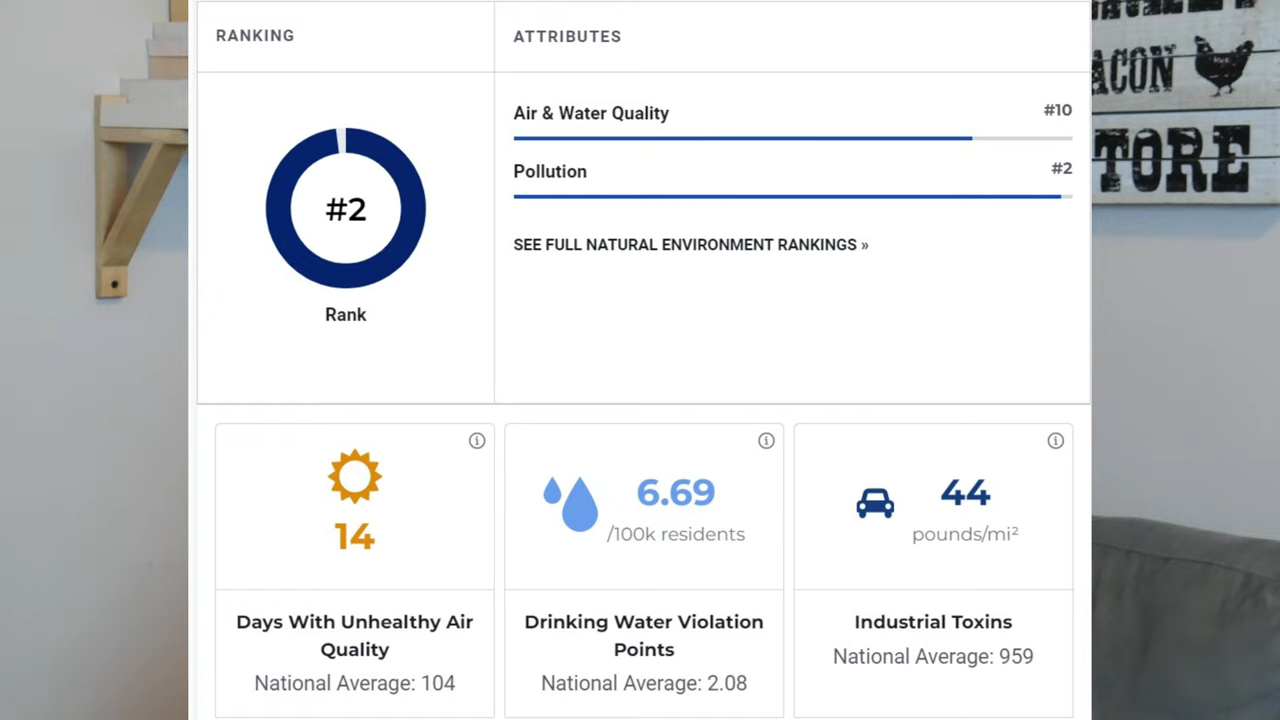 RANKING
ATTRIBUTES
Air & Water Quality
#10
Pollution
#2
SEE FULL NATURAL ENVIRONMENT RANKINGS »
#2
Rank
14
Days With Unhealthy Air
Quality
National Average: 104
6.69
/100k residents
Drinking Water Violation
Points
National Average: 2.08
44
pounds/mi²
Industrial Toxins
National Average: 959
ACON
TORE